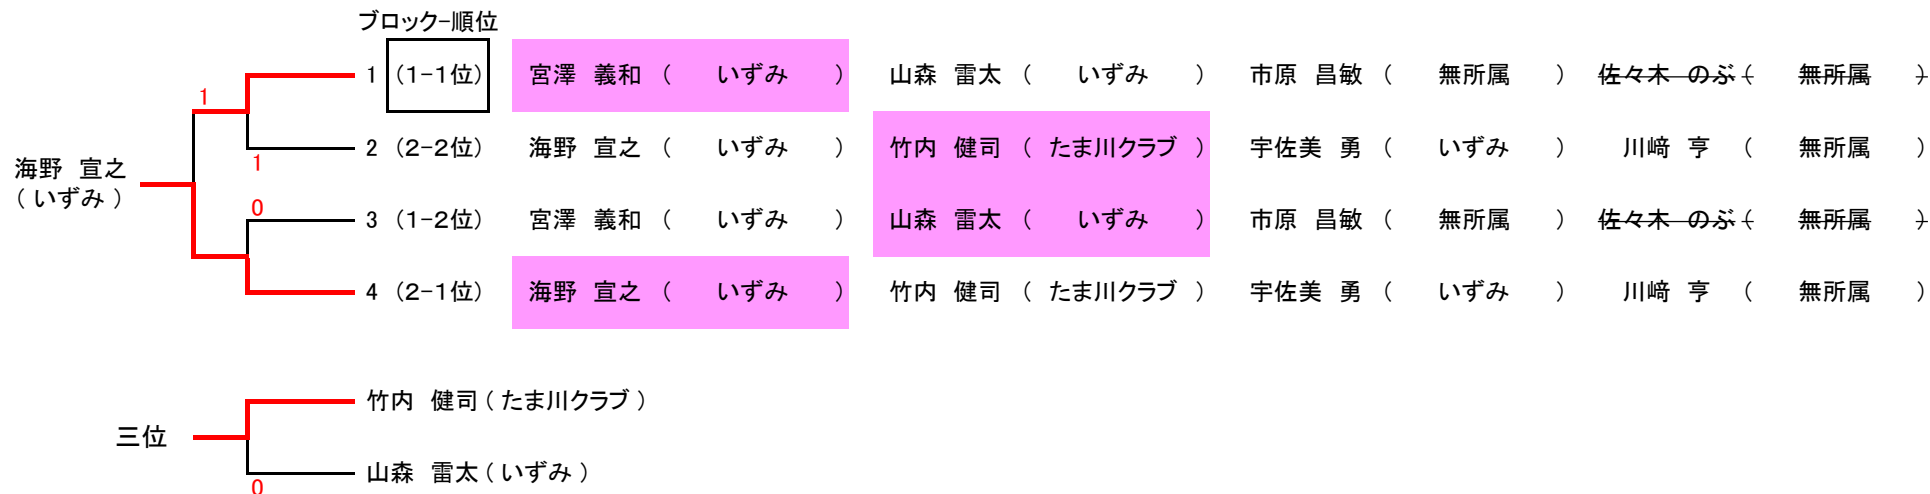 ブロック-順位
1 (1-1位) 宮澤 義和 ( いずみ ) 山森 雷太 ( いずみ ) 市原 昌敏 ( 無所属 ) 佐々木 のぶ ( 無所属 )
1
2 (2-2位) 海野 宣之 ( いずみ ) 竹内 健司 ( たま川クラブ ) 宇佐美 勇 ( いずみ ) 川﨑 亨 ( 無所属 )
1
海野 宣之
( いずみ )
0
3 (1-2位) 宮澤 義和 ( いずみ ) 山森 雷太 ( いずみ ) 市原 昌敏 ( 無所属 ) 佐々木 のぶ ( 無所属 )
4 (2-1位) 海野 宣之 ( いずみ ) 竹内 健司 ( たま川クラブ ) 宇佐美 勇 ( いずみ ) 川﨑 亨 ( 無所属 )
竹内 健司 ( たま川クラブ )
三位
山森 雷太 ( いずみ )
0